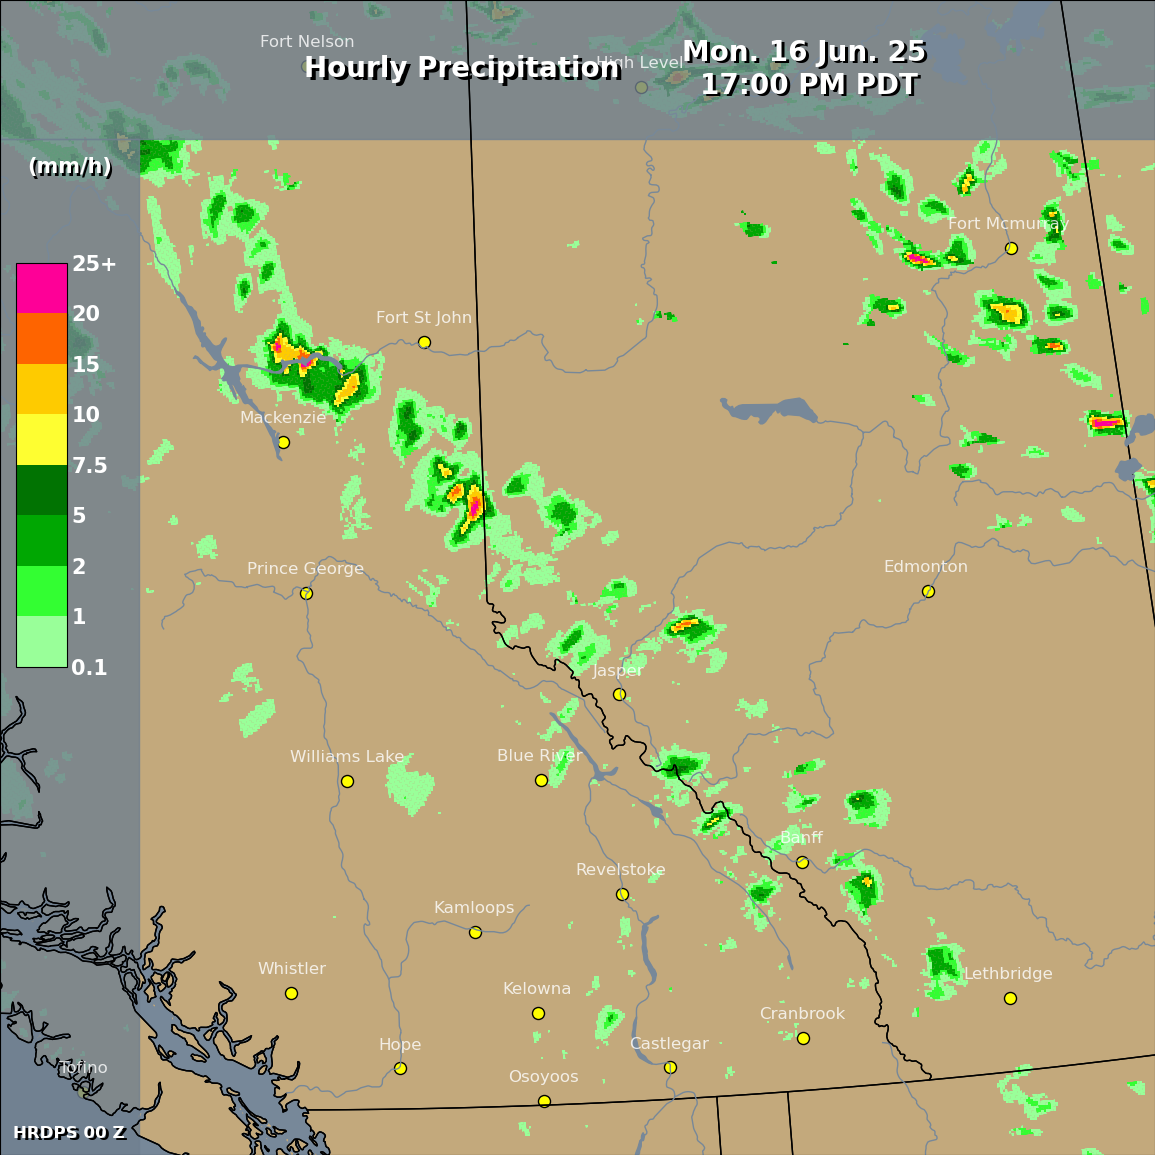 Fort Nelson
High Level
Hourly Precipitation
Mon. 16 Jun. 25
17:00 PM PDT
(mm/h)
25+
20
15
10
7.5
5
2
1
0.1
Fort Mcmurray
Fort St John
Mackenzie
Prince George
Edmonton
Jasper
Williams Lake
Blue River
Banff
Revelstoke
Kamloops
Whistler
Lethbridge
Kelowna
Cranbrook
Hope
Castlegar
Tofino
Osoyoos
HRDPS 00 Z